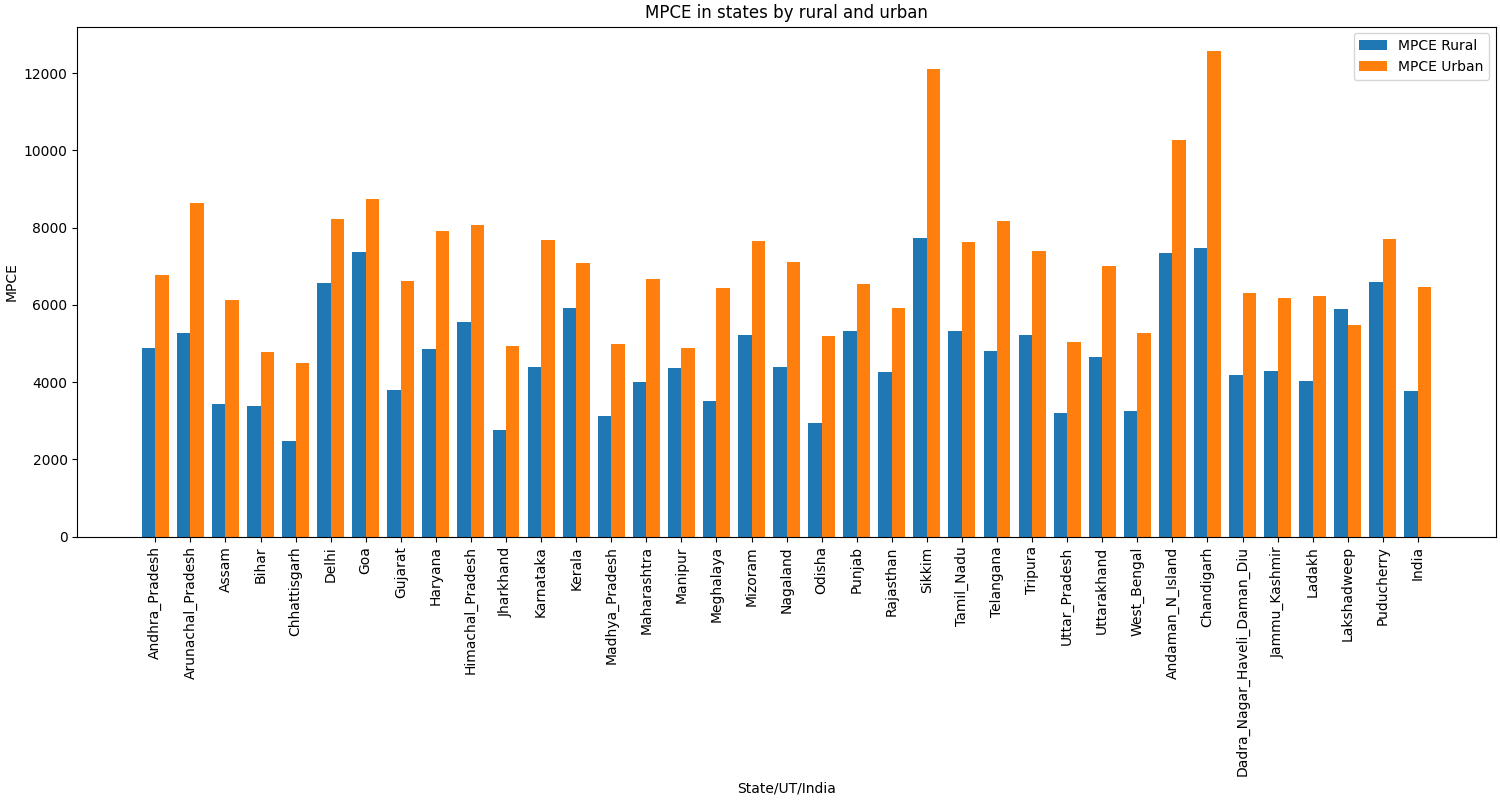 MPCE in states by rural and urban
MPCE Rural
MPCE Urban
MPCE
12000
10000
8000
6000
4000
2000
0
Andhra_Pradesh
Arunachal_Pradesh
Assam
Bihar
Chhattisgarh
Delhi
Goa
Gujarat
Haryana
Himachal_Pradesh
Jharkhand
Karnataka
Kerala
Madhya_Pradesh
Maharashtra
Manipur
Meghalaya
Mizoram
Nagaland
Odisha
Punjab
Rajasthan
Sikkim
Tamil_Nadu
Telangana
Tripura
Uttar_Pradesh
Uttarakhand
West_Bengal
Andaman_N_Island
Chandigarh
Dadra_Nagar_Haveli_Daman_Diu
Jammu_Kashmir
Ladakh
Lakshadweep
Puducherry
India
State/UT/India